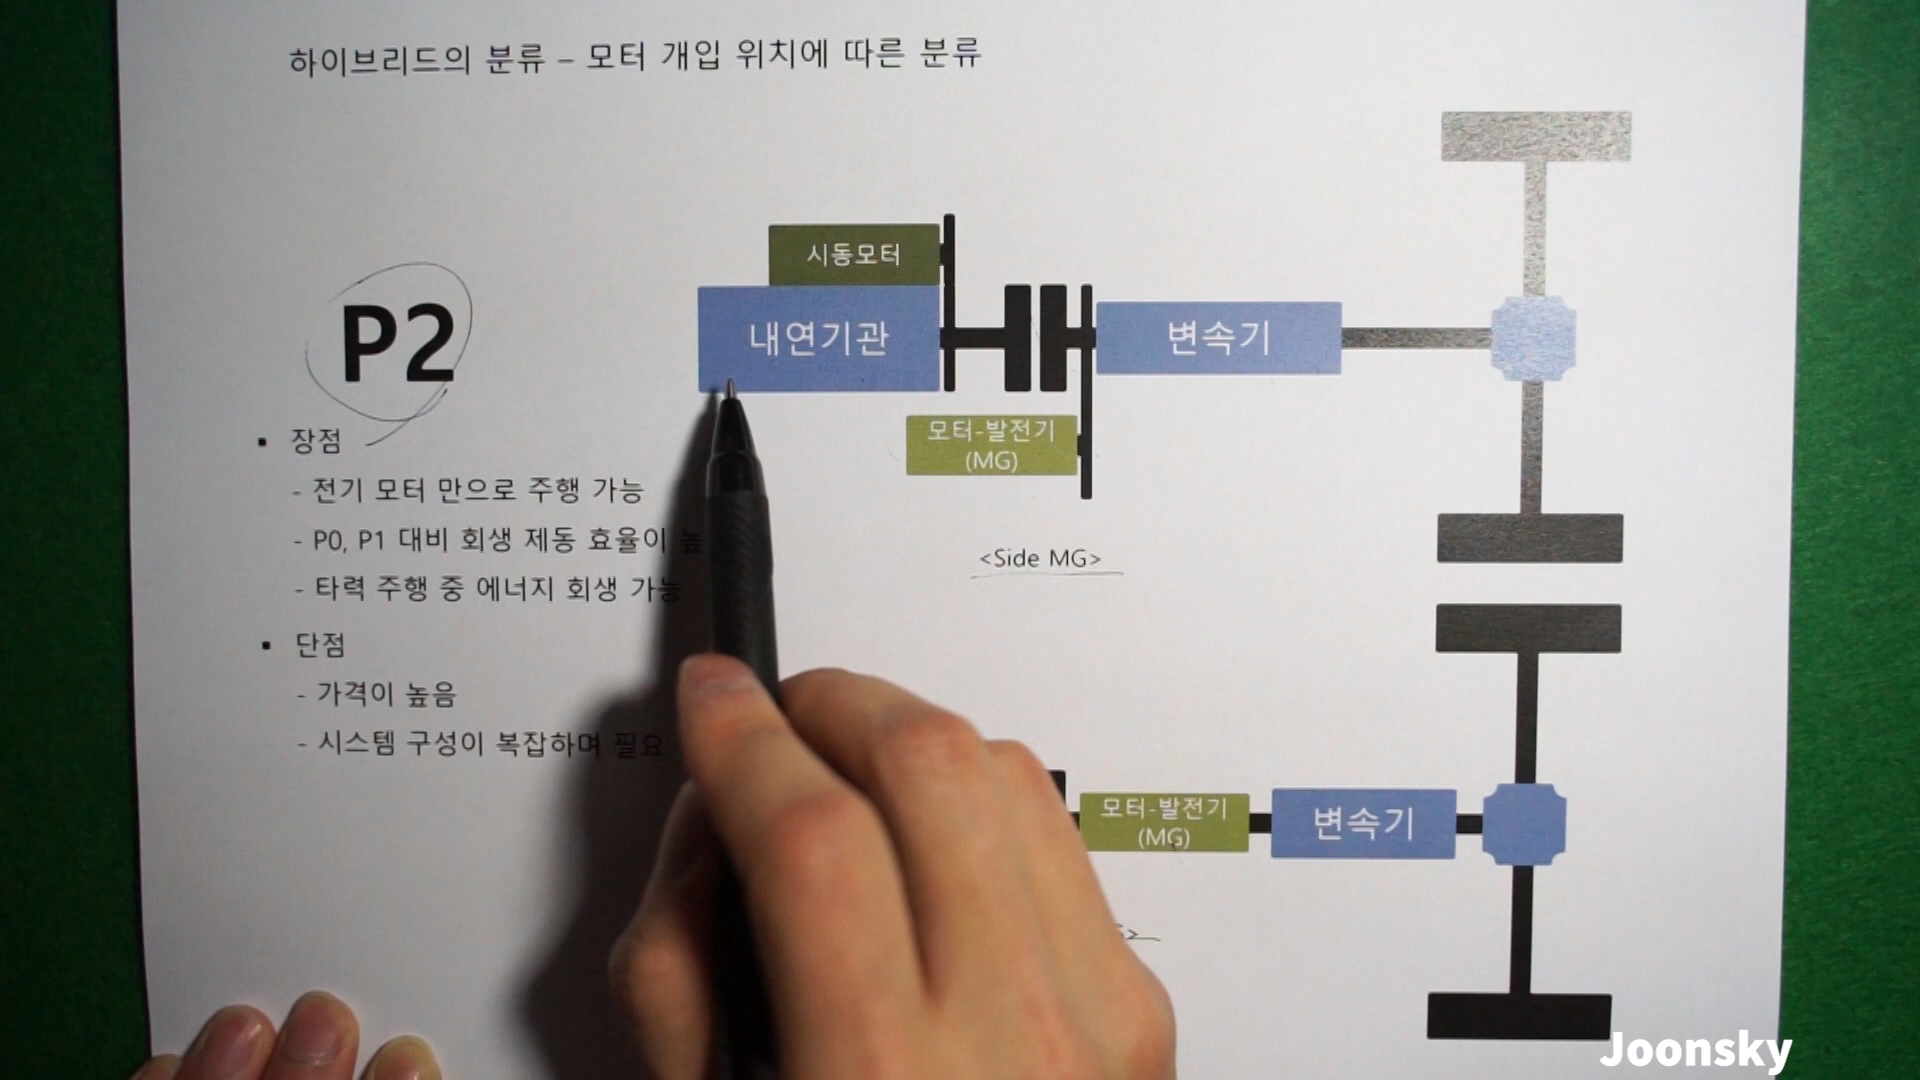 하이브리드의 분류 – 모터 개입 위치에 따른 분류
P2
▪ 장점
- 전기 모터 만으로 주행 가능
- P0, P1 대비 회생 제동 효율이 높
- 타력 주행 중 에너지 회생 가능
▪ 단점
- 가격이 높음
- 시스템 구성이 복잡하며 필요
시동모터
내연기관
변속기
모터-발전기
(MG)
<Side MG>
모터-발전기
(MG)
변속기
Joonsky